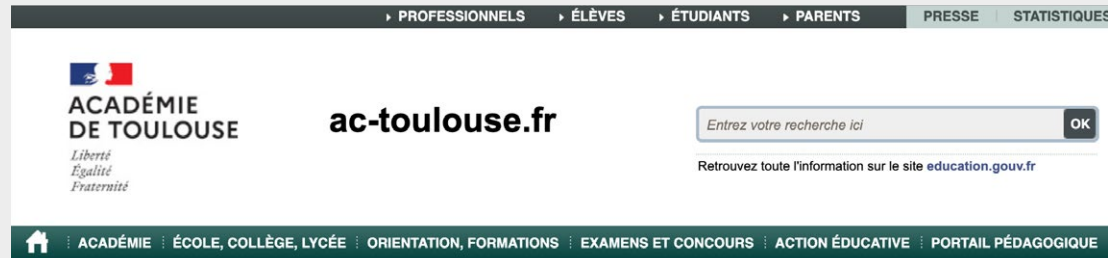 PROFESSIONNELS ÉLÈVES ÉTUDIANTS PARENTS PRESSE STATISTIQUES
ACADÉMIE
DE TOULOUSE
Liberté
Égalité
Fraternité
ac-toulouse.fr
Entrez votre recherche ici OK
Retrouvez toute l'information sur le site education.gouv.fr
ACADÉMIE ÉCOLE, COLLÈGE, LYCÉE ORIENTATION, FORMATIONS EXAMENS ET CONCOURS ACTION ÉDUCATIVE PORTAIL PÉDAGOGIQUE